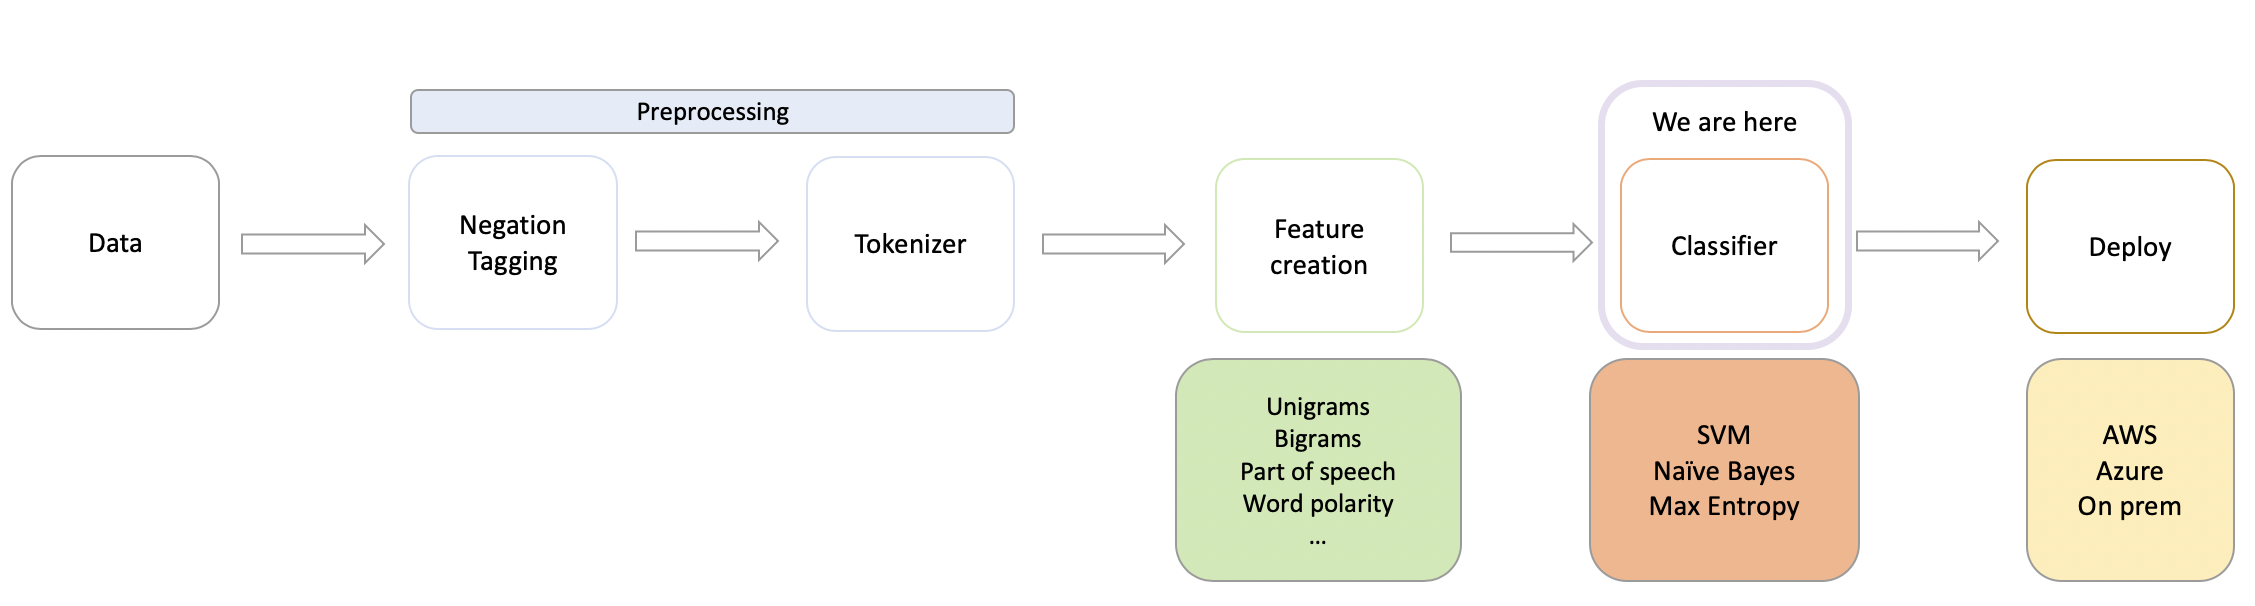 Preprocessing
Data
Negation
Tagging
Tokenizer
Feature
creation
We are here
Classifier
Deploy
Unigrams
Bigrams
Part of speech
Word polarity
...
SVM
Naïve Bayes
Max Entropy
AWS
Azure
On prem